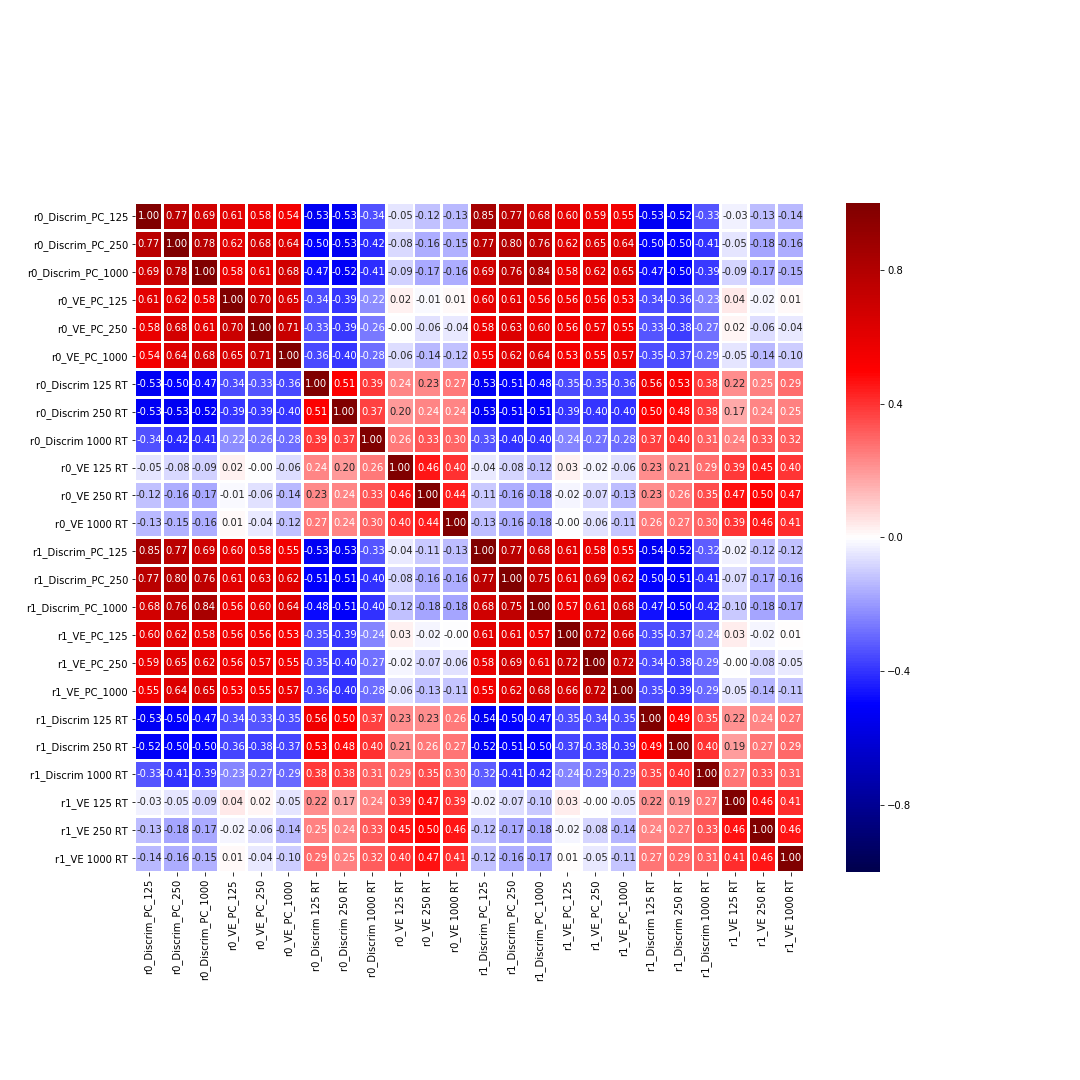 r0_Discrim_PC_125 1.00 0.77 0.69 0.61 0.58 0.54 -0.53 -0.53 -0.34 -0.05 -0.12 -0.13 0.85 0.77 0.68 0.60 0.59 0.55 -0.53 -0.52 -0.33 -0.03 -0.13 -0.14
r0_Discrim_PC_250 0.77 1.00 0.78 0.62 0.68 0.64 -0.50 -0.53 -0.42 -0.08 -0.16 -0.15 0.77 0.80 0.76 0.62 0.65 0.64 -0.50 -0.50 -0.41 -0.05 -0.18 -0.16
r0_Discrim_PC_1000 0.69 0.78 1.00 0.58 0.61 0.68 -0.47 -0.52 -0.41 -0.09 -0.17 -0.16 0.69 0.76 0.84 0.58 0.62 0.65 -0.47 -0.50 -0.39 -0.09 -0.17 -0.15
0.8
r0_VE_PC_125 0.61 0.62 0.58 1.00 0.70 0.65 -0.34 -0.39 -0.22 0.02 -0.01 0.01 0.60 0.61 0.56 0.56 0.56 0.53 -0.34 -0.36 -0.23 0.04 -0.02 0.01
r0_VE_PC_250 0.58 0.68 0.61 0.70 1.00 0.71 -0.33 -0.39 -0.26 -0.00 -0.06 -0.04 0.58 0.63 0.60 0.56 0.57 0.55 -0.33 -0.38 -0.27 0.02 -0.06 -0.04
r0_VE_PC_1000 0.54 0.64 0.68 0.65 0.71 1.00 -0.36 -0.40 -0.28 -0.06 -0.14 -0.12 0.55 0.62 0.64 0.53 0.55 0.57 -0.35 -0.37 -0.29 -0.05 -0.14 -0.10
r0_Discrim 125 RT -0.53 -0.50 -0.47 -0.34 -0.33 -0.36 1.00 0.51 0.39 0.24 0.23 0.27 -0.53 -0.51 -0.48 -0.35 -0.35 -0.36 0.56 0.53 0.38 0.22 0.25 0.29
0.4
r0_Discrim 250 RT -0.53 -0.53 -0.52 -0.39 -0.39 -0.40 0.51 1.00 0.37 0.20 0.24 0.24 -0.53 -0.51 -0.51 -0.39 -0.40 -0.40 0.50 0.48 0.38 0.17 0.24 0.25
r0_Discrim 1000 RT -0.34 -0.42 -0.41 -0.22 -0.26 -0.28 0.39 0.37 1.00 0.26 0.33 0.30 -0.33 -0.40 -0.40 -0.24 -0.27 -0.28 0.37 0.40 0.31 0.24 0.33 0.32
r0_VE 125 RT -0.05 -0.08 -0.09 0.02 -0.00 -0.06 0.24 0.20 0.26 1.00 0.46 0.40 -0.04 -0.08 -0.12 0.03 -0.02 -0.06 0.23 0.21 0.29 0.39 0.45 0.40
r0_VE 250 RT -0.12 -0.16 -0.17 -0.01 -0.06 -0.14 0.23 0.24 0.33 0.46 1.00 0.44 -0.11 -0.16 -0.18 -0.02 -0.07 -0.13 0.23 0.26 0.35 0.47 0.50 0.47
r0_VE 1000 RT -0.13 -0.15 -0.16 0.01 -0.04 -0.12 0.27 0.24 0.30 0.40 0.44 1.00 -0.13 -0.16 -0.18 -0.00 -0.06 -0.11 0.26 0.27 0.30 0.39 0.46 0.41
0.0
r1_Discrim_PC_125 0.85 0.77 0.69 0.60 0.58 0.55 -0.53 -0.53 -0.33 -0.04 -0.11 -0.13 1.00 0.77 0.68 0.61 0.58 0.55 -0.54 -0.52 -0.32 -0.02 -0.12 -0.12
r1_Discrim_PC_250 0.77 0.80 0.76 0.61 0.63 0.62 -0.51 -0.51 -0.40 -0.08 -0.16 -0.16 0.77 1.00 0.75 0.61 0.69 0.62 -0.50 -0.51 -0.41 -0.07 -0.17 -0.16
r1_Discrim_PC_1000 0.68 0.76 0.84 0.56 0.60 0.64 -0.48 -0.51 -0.40 -0.12 -0.18 -0.18 0.68 0.75 1.00 0.57 0.61 0.68 -0.47 -0.50 -0.42 -0.10 -0.18 -0.17
r1_VE_PC_125 0.60 0.62 0.58 0.56 0.56 0.53 -0.35 -0.39 -0.24 0.03 -0.02 -0.00 0.61 0.61 0.57 1.00 0.72 0.66 -0.35 -0.37 -0.24 0.03 -0.02 0.01
r1_VE_PC_250 0.59 0.65 0.62 0.56 0.57 0.55 -0.35 -0.40 -0.27 -0.02 -0.07 -0.06 0.58 0.69 0.61 0.72 1.00 0.72 -0.34 -0.38 -0.29 -0.00 -0.08 -0.05
−0.4
r1_VE_PC_1000 0.55 0.64 0.65 0.53 0.55 0.57 -0.36 -0.40 -0.28 -0.06 -0.13 -0.11 0.55 0.62 0.68 0.66 0.72 1.00 -0.35 -0.39 -0.29 -0.05 -0.14 -0.11
r1_Discrim 125 RT -0.53 -0.50 -0.47 -0.34 -0.33 -0.35 0.56 0.50 0.37 0.23 0.23 0.26 -0.54 -0.50 -0.47 -0.35 -0.34 -0.35 1.00 0.49 0.35 0.22 0.24 0.27
r1_Discrim 250 RT -0.52 -0.50 -0.50 -0.36 -0.38 -0.37 0.53 0.48 0.40 0.21 0.26 0.27 -0.52 -0.51 -0.50 -0.37 -0.38 -0.39 0.49 1.00 0.40 0.19 0.27 0.29
r1_Discrim 1000 RT -0.33 -0.41 -0.39 -0.23 -0.27 -0.29 0.38 0.38 0.31 0.29 0.35 0.30 -0.32 -0.41 -0.42 -0.24 -0.29 -0.29 0.35 0.40 1.00 0.27 0.33 0.31
r1_VE 125 RT -0.03 -0.05 -0.09 0.04 0.02 -0.05 0.22 0.17 0.24 0.39 0.47 0.39 -0.02 -0.07 -0.10 0.03 -0.00 -0.05 0.22 0.19 0.27 1.00 0.46 0.41
−0.8
r1_VE 250 RT -0.13 -0.18 -0.17 -0.02 -0.06 -0.14 0.25 0.24 0.33 0.45 0.50 0.46 -0.12 -0.17 -0.18 -0.02 -0.08 -0.14 0.24 0.27 0.33 0.46 1.00 0.46
r1_VE 1000 RT -0.14 -0.16 -0.15 0.01 -0.04 -0.10 0.29 0.25 0.32 0.40 0.47 0.41 -0.12 -0.16 -0.17 0.01 -0.05 -0.11 0.27 0.29 0.31 0.41 0.46 1.00
r0_Discrim_PC_125
r0_Discrim_PC_250
r0_Discrim_PC_1000
r0_VE_PC_125
r0_VE_PC_250
r0_VE_PC_1000
r0_Discrim 125 RT
r0_Discrim 250 RT
r0_Discrim 1000 RT
r0_VE 125 RT
r0_VE 250 RT
r0_VE 1000 RT
r1_Discrim_PC_125
r1_Discrim_PC_250
r1_Discrim_PC_1000
r1_VE_PC_125
r1_VE_PC_250
r1_VE_PC_1000
r1_Discrim 125 RT
r1_Discrim 250 RT
r1_Discrim 1000 RT
r1_VE 125 RT
r1_VE 250 RT
r1_VE 1000 RT